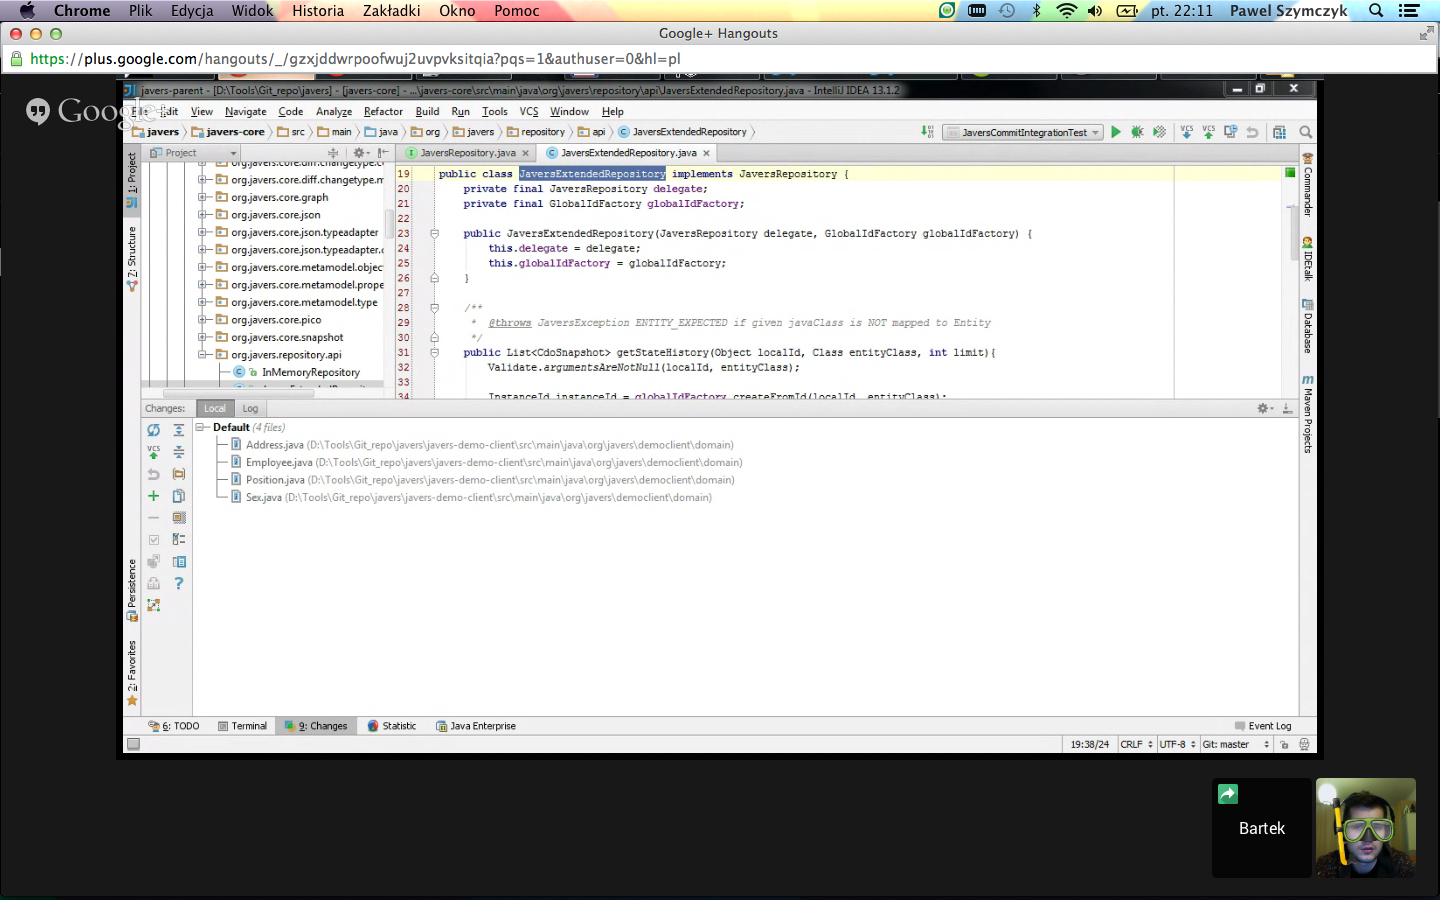 Chrome Plik Edycja Widok Historia Zakładki Okno Pomoc pt. 22:11 Pawel Szymczyk
Google+ Hangouts
https://plus.google.com/hangouts/_/gzxjddwrpoofwuj2uvpvksitqia?pqs=1&authuser=0&hl=pl
Google+
javers-parent - [D:\Tools\Git_repo\javers] - [javers-core] - ...\javers-core\src\main\java\org\javers\repository\api\JaversExtendedRepository.java - IntelliJ IDEA 13.1.2
Edit View Navigate Code Analyze Refactor Build Run Tools VCS Window Help
javers javers-core src main java org javers repository api JaversExtendedRepository JaversCommitIntegrationTest
Project JaversRepository.java JaversExtendedRepository.java
1: Project
7: Structure
Persistence
2: Favorites
org.javers.core.diff.changetype.c
org.javers.core.diff.changetype.m
org.javers.core.graph
org.javers.core.json
org.javers.core.json.typeadapter
org.javers.core.json.typeadapter.
org.javers.core.metamodel.objec
org.javers.core.metamodel.prope
org.javers.core.metamodel.type
org.javers.core.pico
org.javers.core.snapshot
org.javers.repository.api
InMemoryRepository
19 public class JaversExtendedRepository implements JaversRepository {
20 private final JaversRepository delegate;
21 private final GlobalIdFactory globalIdFactory;
22
23 public JaversExtendedRepository(JaversRepository delegate, GlobalIdFactory globalIdFactory) {
24 this.delegate = delegate;
25 this.globalIdFactory = globalIdFactory;
26 }
27
28 /**
29 * @throws JaversException ENTITY_EXPECTED if given javaClass is NOT mapped to Entity
30 */
31 public List<CdoSnapshot> getStateHistory(Object localId, Class entityClass, int limit){
32 Validate.argumentsAreNotNull(localId, entityClass);
33
34 InstanceId instanceId = globalIdFactory.createFromId(localId, entityClass);
Commander
IDEtalk
Database
Maven Projects
Changes: Local Log
Default (4 files)
Address.java (D:\Tools\Git_repo\javers\javers-demo-client\src\main\java\org\javers\democlient\domain)
Employee.java (D:\Tools\Git_repo\javers\javers-demo-client\src\main\java\org\javers\democlient\domain)
Position.java (D:\Tools\Git_repo\javers\javers-demo-client\src\main\java\org\javers\democlient\domain)
Sex.java (D:\Tools\Git_repo\javers\javers-demo-client\src\main\java\org\javers\democlient\domain)
6: TODO Terminal 9: Changes Statistic Java Enterprise Event Log
19:38/24 CRLF UTF-8 Git: master
Bartek